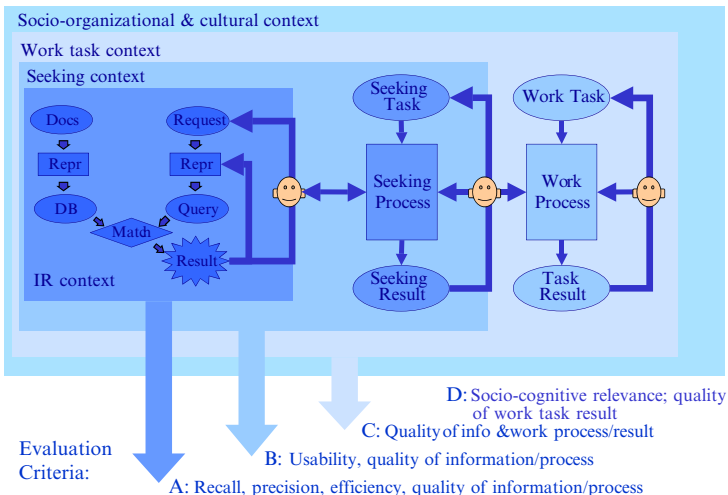 Socio-organizational & cultural context
Work task context
Seeking context
Docs
Request
Repr
Repr
DB
Query
Match
Result
IR context
Seeking
Task
Seeking
Process
Seeking
Result
Work Task
Work
Process
Task
Result
D: Socio-cognitive relevance; quality
of work task result
C: Quality of info & work process/result
B: Usability, quality of information/process
A: Recall, precision, efficiency, quality of information/process
Evaluation
Criteria: